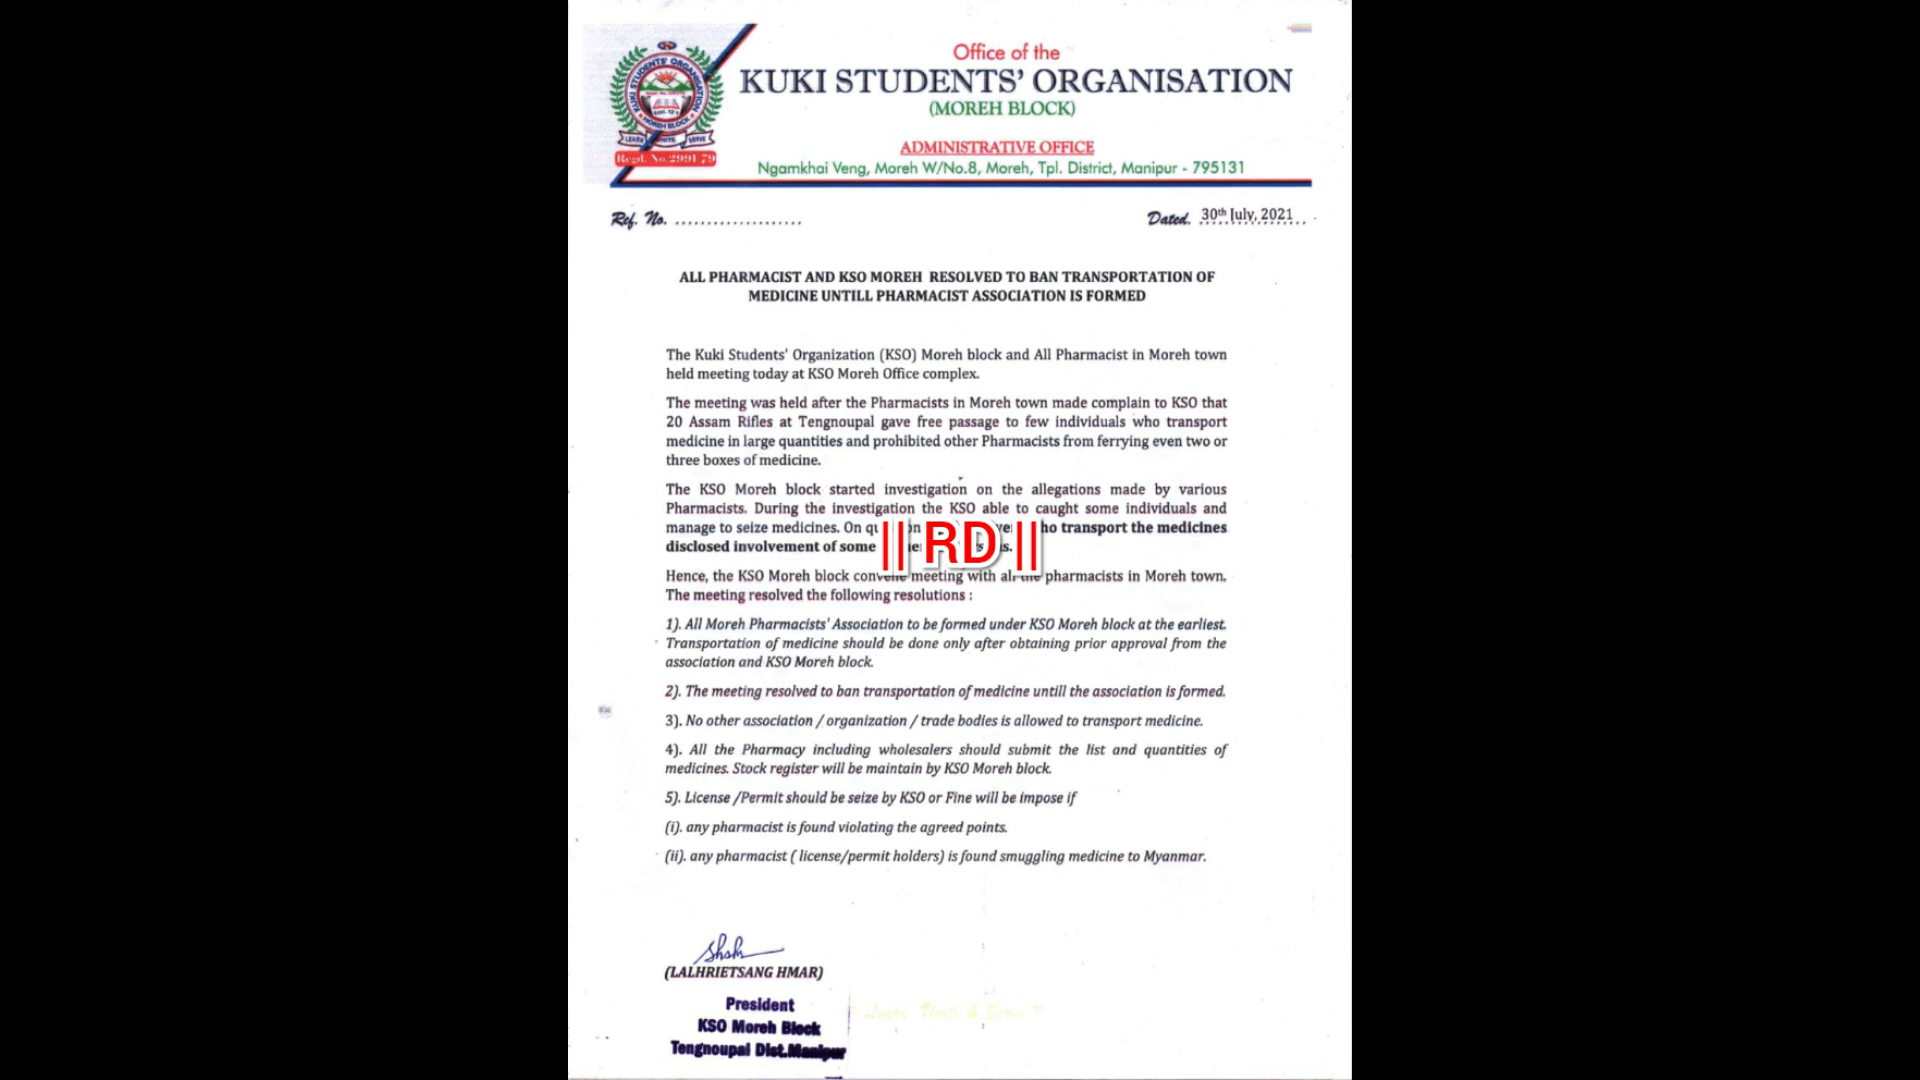 Office of the
KUKI STUDENTS' ORGANISATION
(MOREH BLOCK)
KUKI STUDENTS' ORGANISATION
MOREH BLOCK
LEARN UNITE SERVE
Regd. No.2991-79
ADMINISTRATIVE OFFICE
Ngamkhai Veng, Moreh W/No.8, Moreh, Tpl. District, Manipur - 795131
Ref. No. ....................
Dated. 30th July, 2021
ALL PHARMACIST AND KSO MOREH RESOLVED TO BAN TRANSPORTATION OF
MEDICINE UNTILL PHARMACIST ASSOCIATION IS FORMED
The Kuki Students' Organization (KSO) Moreh block and All Pharmacist in Moreh town
held meeting today at KSO Moreh Office complex.
The meeting was held after the Pharmacists in Moreh town made complain to KSO that
20 Assam Rifles at Tengnoupal gave free passage to few individuals who transport
medicine in large quantities and prohibited other Pharmacists from ferrying even two or
three boxes of medicine.
The KSO Moreh block started investigation on the allegations made by various
Pharmacists. During the investigation the KSO able to caught some individuals and
manage to seize medicines. On who transport the medicines
disclosed involvement of some
|| RD ||
Hence, the KSO Moreh block convene meeting with all the pharmacists in Moreh town.
The meeting resolved the following resolutions :
1). All Moreh Pharmacists' Association to be formed under KSO Moreh block at the earliest.
Transportation of medicine should be done only after obtaining prior approval from the
association and KSO Moreh block.
2). The meeting resolved to ban transportation of medicine untill the association is formed.
3). No other association / organization / trade bodies is allowed to transport medicine.
4). All the Pharmacy including wholesalers should submit the list and quantities of
medicines. Stock register will be maintain by KSO Moreh block.
5). License /Permit should be seize by KSO or Fine will be impose if
(i). any pharmacist is found violating the agreed points.
(ii). any pharmacist ( license/permit holders) is found smuggling medicine to Myanmar.
(LALHRIETSANG HMAR)
President
KSO Moreh Block
Tengnoupal Dist.Manipur